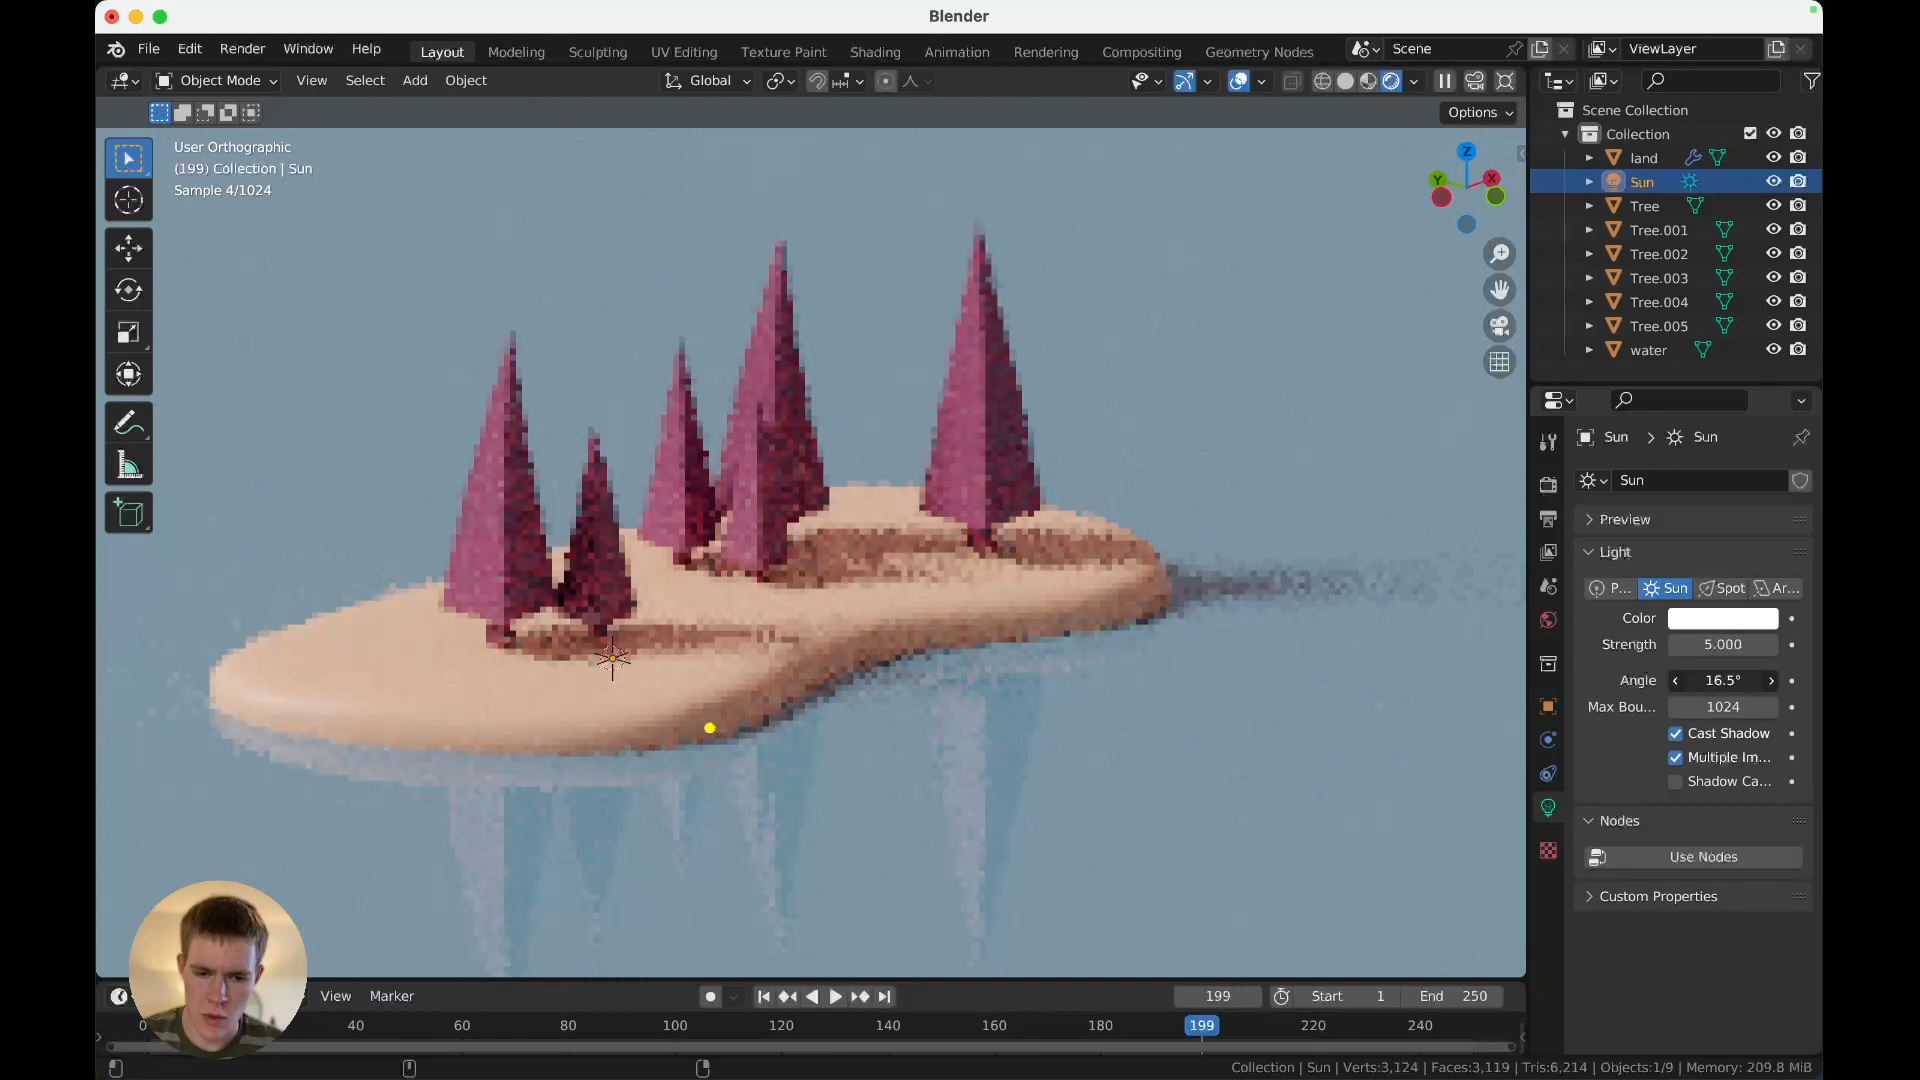 Blender
File Edit Render Window Help Layout Modeling Sculpting UV Editing Texture Paint Shading Animation Rendering Compositing Geometry Nodes Scene ViewLayer
Object Mode View Select Add Object Global
Options
User Orthographic
(199) Collection | Sun
Sample 4/1024
Z
Y
X
Scene Collection
Collection
land
Sun
Tree
Tree.001
Tree.002
Tree.003
Tree.004
Tree.005
water
Sun Sun
Sun
Preview
Light
P... Sun Spot Ar...
Color
Strength 5.000
Angle 16.5°
Max Bou... 1024
Cast Shadow
Multiple Im...
Shadow Ca...
Nodes
Use Nodes
Custom Properties
View Marker 199 Start 1 End 250
0 40 60 80 100 120 140 160 180 199 220 240
Collection | Sun | Verts:3,124 | Faces:3,119 | Tris:6,214 | Objects:1/9 | Memory: 209.8 MiB